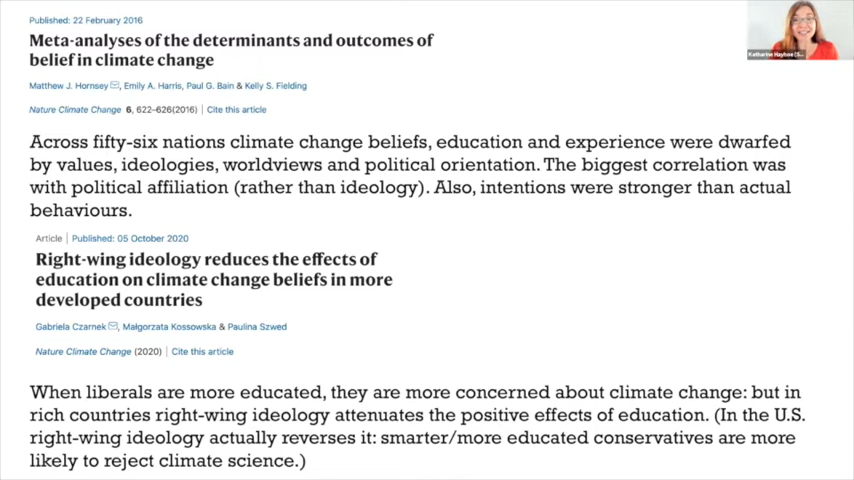 Published: 22 February 2016
Meta-analyses of the determinants and outcomes of
belief in climate change
Matthew J. Hornsey, Emily A. Harris, Paul G. Bain & Kelly S. Fielding
Nature Climate Change 6, 622–626(2016) | Cite this article
Across fifty-six nations climate change beliefs, education and experience were dwarfed
by values, ideologies, worldviews and political orientation. The biggest correlation was
with political affiliation (rather than ideology). Also, intentions were stronger than actual
behaviours.
Article | Published: 05 October 2020
Right-wing ideology reduces the effects of
education on climate change beliefs in more
developed countries
Gabriela Czarnek, Małgorzata Kossowska & Paulina Szwed
Nature Climate Change (2020) | Cite this article
When liberals are more educated, they are more concerned about climate change: but in
rich countries right-wing ideology attenuates the positive effects of education. (In the U.S.
right-wing ideology actually reverses it: smarter/more educated conservatives are more
likely to reject climate science.)
Katharine Hayhoe (S...